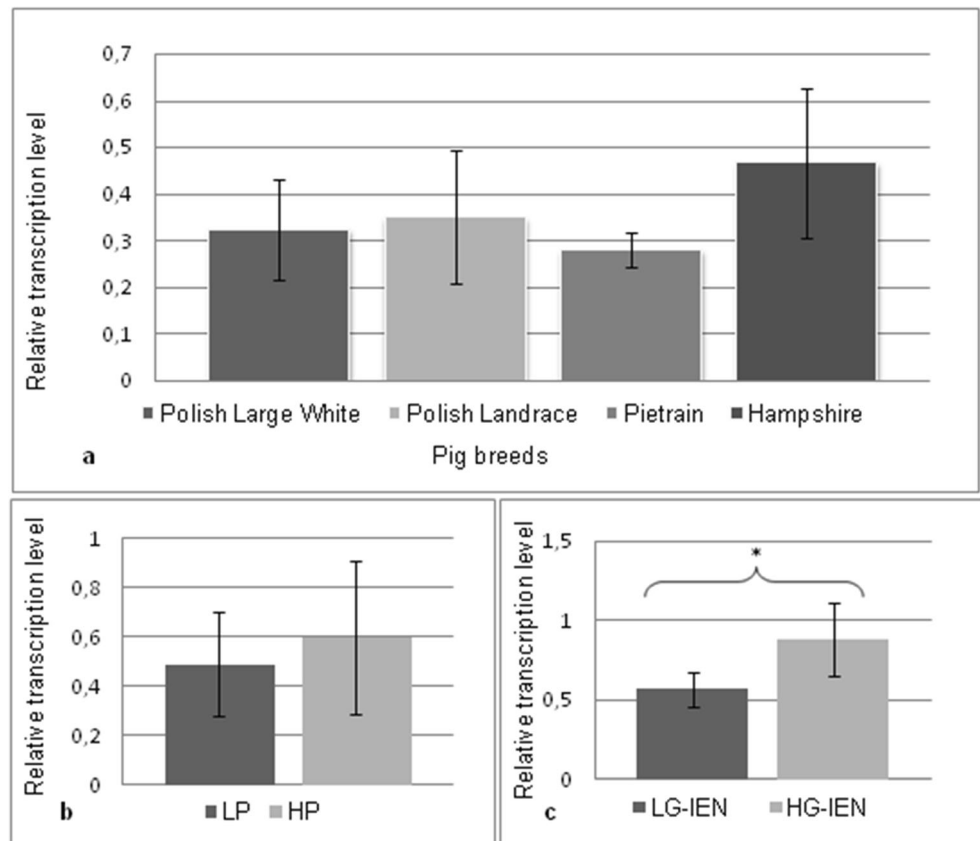 Relative transcription level
0,7
0,6
0,5
0,4
0,3
0,2
0,1
0
Polish Large White Polish Landrace Pietrain Hampshire
a Pig breeds
Relative transcription level
1
0,8
0,6
0,4
0,2
0
b LP HP
Relative transcription level
1,5
1
0,5
0
*
c LG-IEN HG-IEN